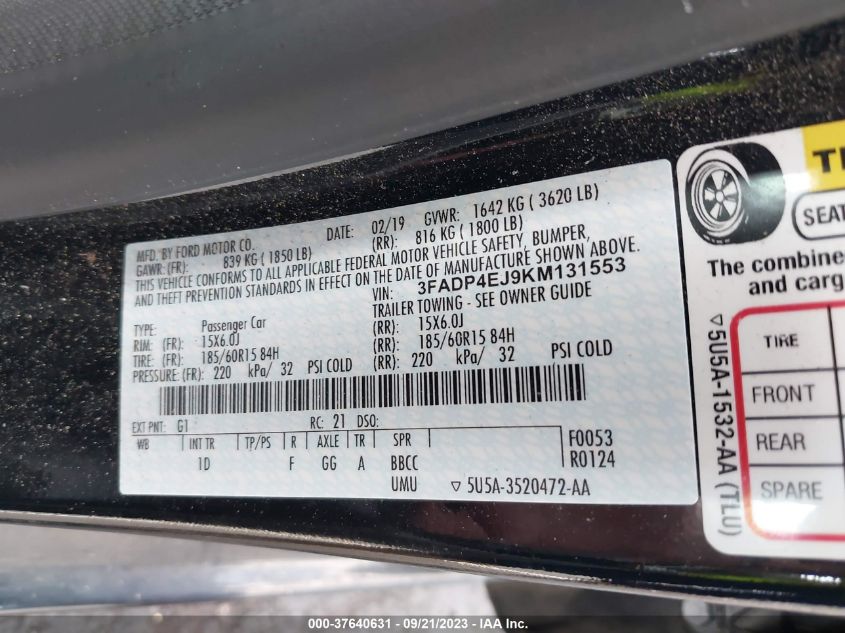 MFD. BY FORD MOTOR CO. DATE: 02/19 GVWR: 1642 KG ( 3620 LB)
GAWR: (FR): 839 KG ( 1850 LB) (RR): 816 KG ( 1800 LB)
THIS VEHICLE CONFORMS TO ALL APPLICABLE FEDERAL MOTOR VEHICLE SAFETY, BUMPER,
AND THEFT PREVENTION STANDARDS IN EFFECT ON THE DATE OF MANUFACTURE SHOWN ABOVE.
VIN: 3FADP4EJ9KM131553
TRAILER TOWING - SEE OWNER GUIDE
TYPE: Passenger Car
RIM: (FR): 15X6.0J (RR): 15X6.0J
TIRE: (FR): 185/60R15 84H (RR): 185/60R15 84H
PRESSURE: (FR): 220 kPa/ 32 PSI COLD (RR): 220 kPa/ 32 PSI COLD
EXT PNT: G1 RC: 21 DSO:
WB INT TR TP/PS R AXLE TR SPR F0053
1D F GG A BBCC R0124
UMU ▽ 5U5A-3520472-AA
SEAT
The combine
and carg
TIRE
FRONT
REAR
SPARE
▽ 5U5A-1532-AA (TLU)
000-37640631 - 09/21/2023 - IAA Inc.